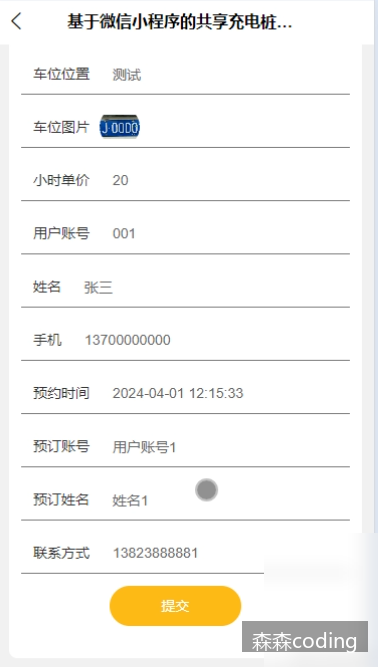 基于微信小程序的共享充电桩...
车位位置 测试
车位图片 J·00D0
小时单价 20
用户账号 001
姓名 张三
手机 13700000000
预约时间 2024-04-01 12:15:33
预订账号 用户账号1
预订姓名 姓名1
联系方式 13823888881
提交
森森coding